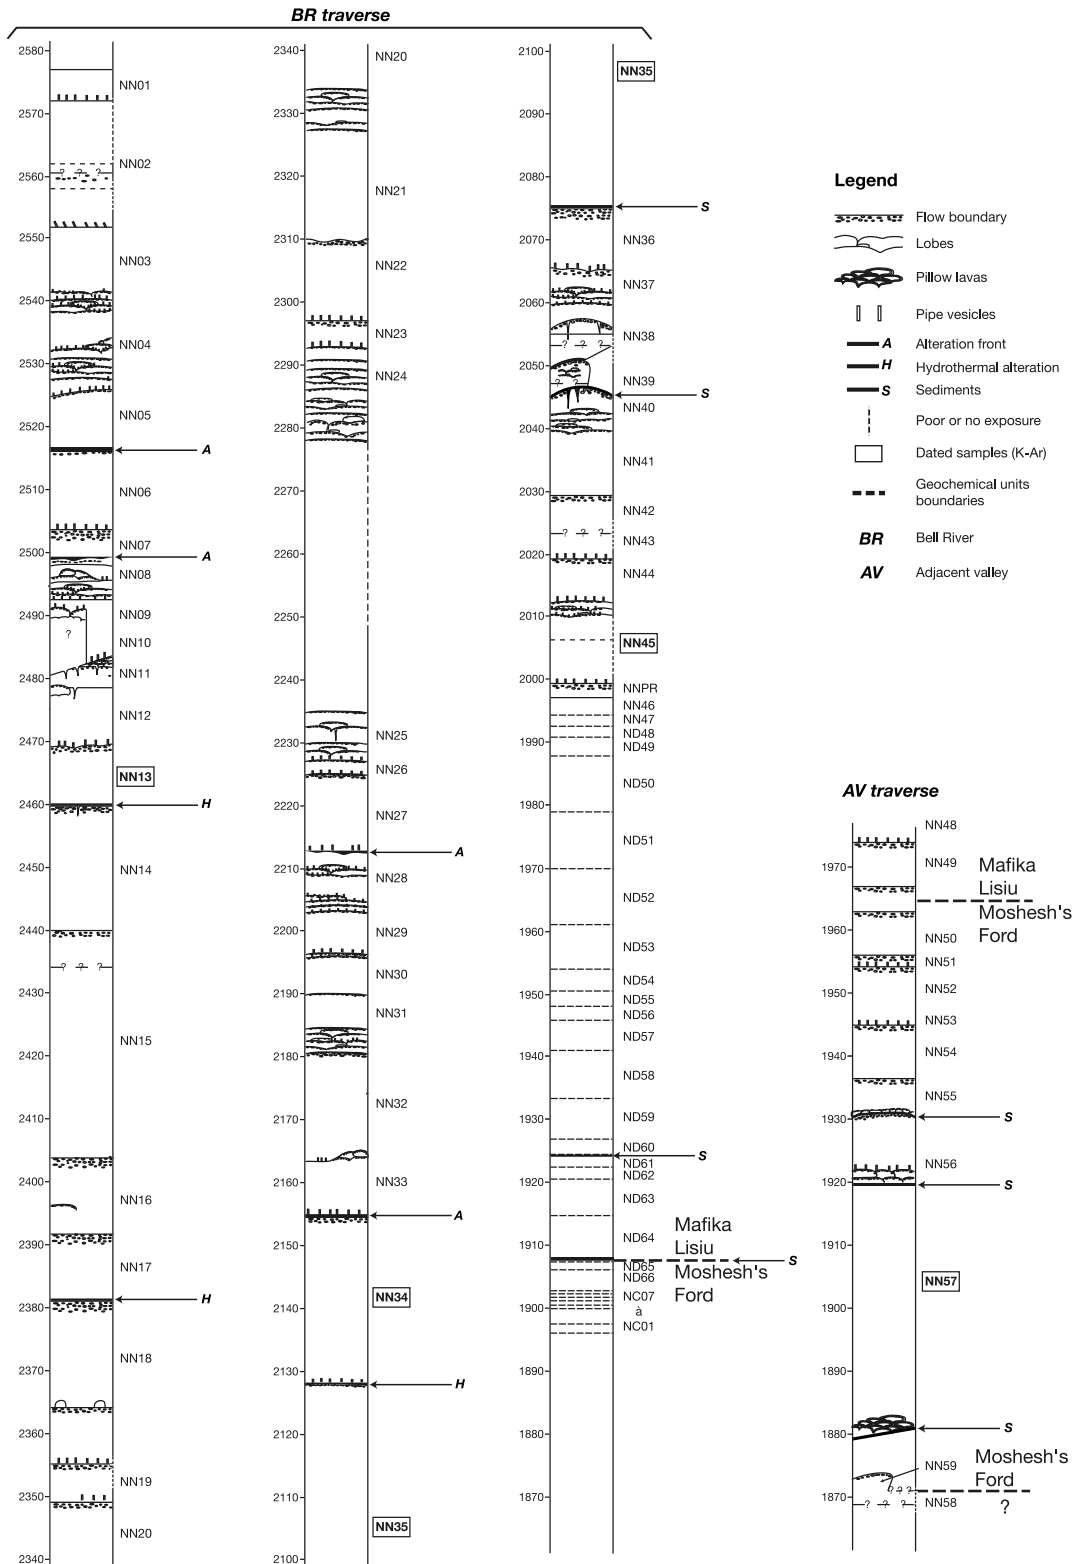 BR traverse
2580
2570
2560
2550
2540
2530
2520
2510
2500
2490
2480
2470
2460
2450
2440
2430
2420
2410
2400
2390
2380
2370
2360
2350
2340
NN01
NN02
? ? ?
NN03
NN04
NN05
A
NN06
NN07
A
NN08
NN09
?
NN10
NN11
NN12
NN13
H
NN14
? ? ?
NN15
NN16
NN17
H
NN18
NN19
NN20
2340
2330
2320
2310
2300
2290
2280
2270
2260
2250
2240
2230
2220
2210
2200
2190
2180
2170
2160
2150
2140
2130
2120
2110
2100
NN20
NN21
NN22
NN23
NN24
NN25
NN26
NN27
A
NN28
NN29
NN30
NN31
NN32
NN33
A
NN34
H
NN35
2100
2090
2080
2070
2060
2050
2040
2030
2020
2010
2000
1990
1980
1970
1960
1950
1940
1930
1920
1910
1900
1890
1880
1870
NN35
S
NN36
NN37
NN38
? ? ?
NN39
? ?
S
NN40
NN41
NN42
? ? ?
NN43
NN44
NN45
NNPR
NN46
NN47
ND48
ND49
ND50
ND51
ND52
ND53
ND54
ND55
ND56
ND57
ND58
ND59
ND60
S
ND61
ND62
ND63
ND64
Mafika
Lisiu
S
ND65
ND66
Moshesh's
Ford
NC07
à
NC01
Legend
Flow boundary
Lobes
Pillow lavas
Pipe vesicles
A Alteration front
H Hydrothermal alteration
S Sediments
Poor or no exposure
Dated samples (K-Ar)
Geochemical units
boundaries
BR Bell River
AV Adjacent valley
AV traverse
1970
1960
1950
1940
1930
1920
1910
1900
1890
1880
1870
NN48
NN49
Mafika
Lisiu
Moshesh's
Ford
NN50
NN51
NN52
NN53
NN54
NN55
S
NN56
S
NN57
S
NN59
Moshesh's
Ford
? ? ?
?
? ? ?
NN58